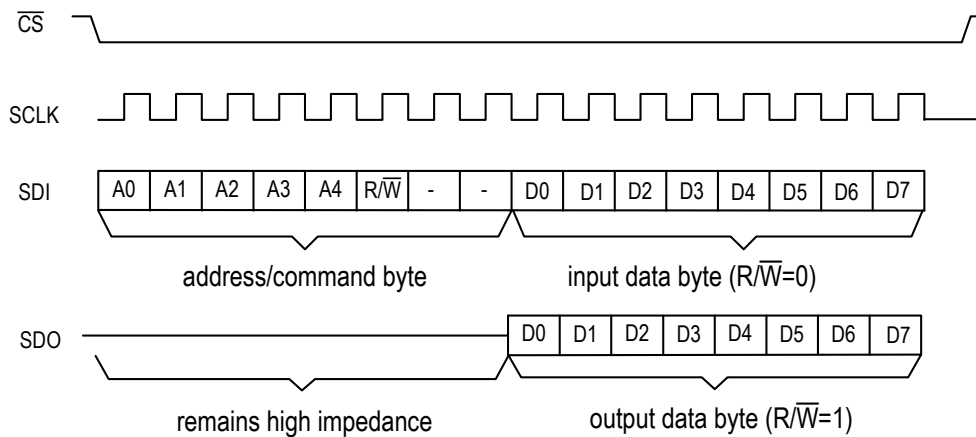 C̅S̅
SCLK
SDI A0 A1 A2 A3 A4 R/W̅ - - D0 D1 D2 D3 D4 D5 D6 D7
address/command byte input data byte (R/W̅=0)
SDO D0 D1 D2 D3 D4 D5 D6 D7
remains high impedance output data byte (R/W̅=1)